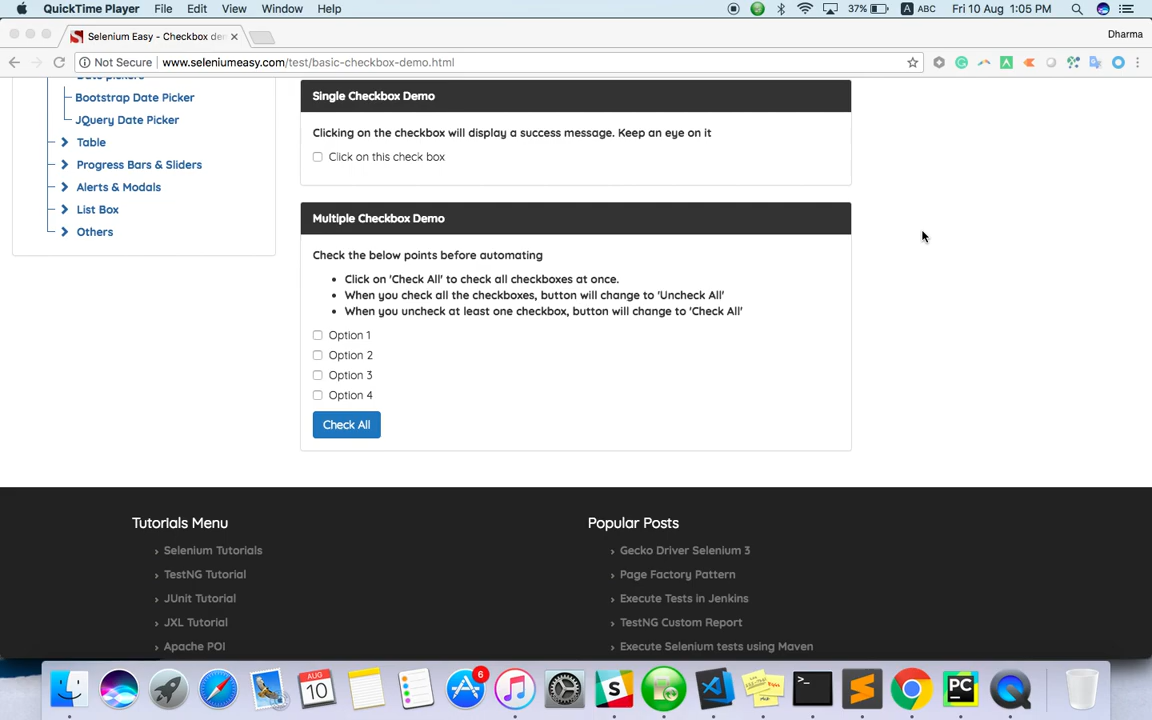 QuickTime Player File Edit View Window Help 37% A ABC Fri 10 Aug 1:05 PM
Selenium Easy - Checkbox de
Dharma
Not Secure www.seleniumeasy.com/test/basic-checkbox-demo.html
Date pickers
Bootstrap Date Picker
JQuery Date Picker
Table
Progress Bars & Sliders
Alerts & Modals
List Box
Others
Single Checkbox Demo
Clicking on the checkbox will display a success message. Keep an eye on it
Click on this check box
Multiple Checkbox Demo
Check the below points before automating
Click on 'Check All' to check all checkboxes at once.
When you check all the checkboxes, button will change to 'Uncheck All'
When you uncheck at least one checkbox, button will change to 'Check All'
Option 1
Option 2
Option 3
Option 4
Check All
Tutorials Menu
Selenium Tutorials
TestNG Tutorial
JUnit Tutorial
JXL Tutorial
Apache POI
Popular Posts
Gecko Driver Selenium 3
Page Factory Pattern
Execute Tests in Jenkins
TestNG Custom Report
Execute Selenium tests using Maven
AUG
10
6
S
>_
PC